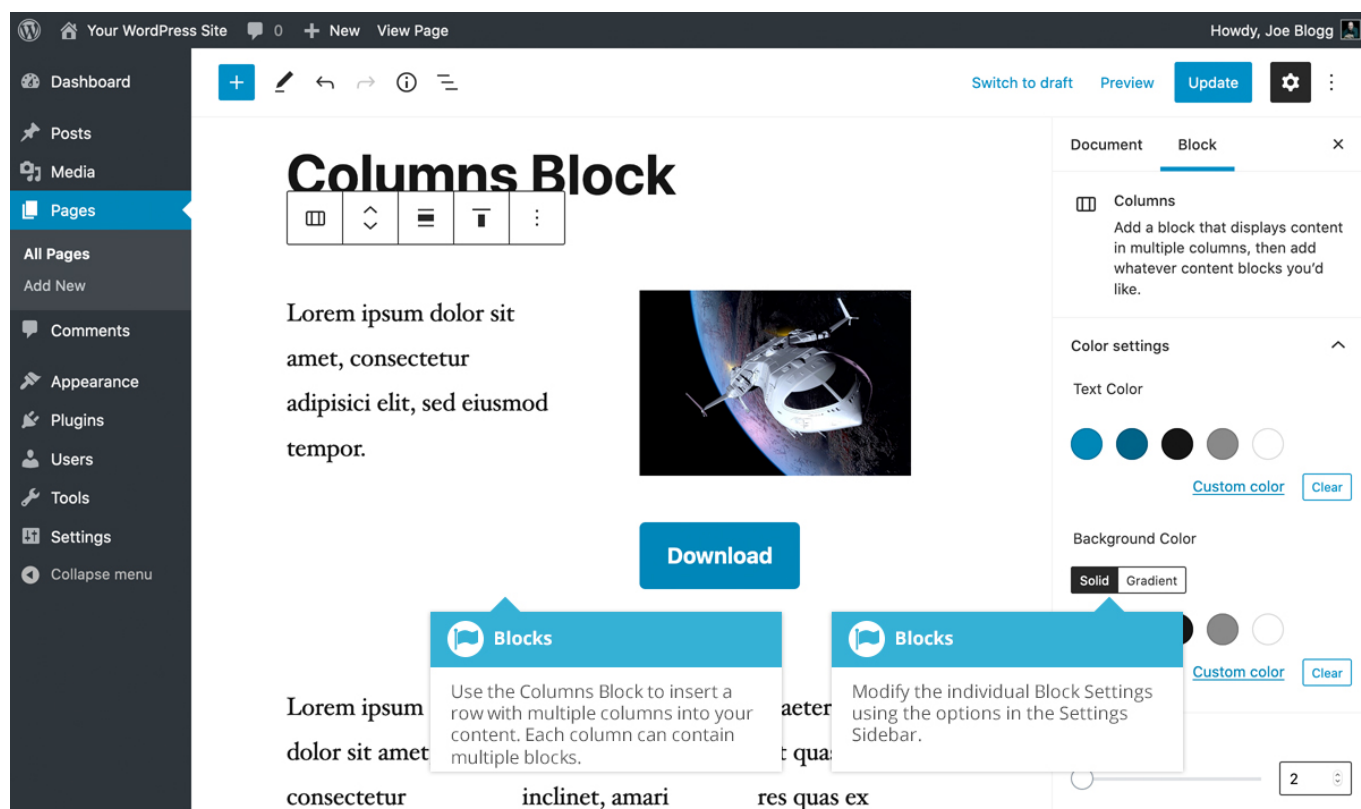 Your WordPress Site 0 New View Page Howdy, Joe Blogg
Dashboard
Posts
Media
Pages
All Pages
Add New
Comments
Appearance
Plugins
Users
Tools
Settings
Collapse menu
Switch to draft Preview Update
Columns Block
Lorem ipsum dolor sit
amet, consectetur
adipisici elit, sed eiusmod
tempor.
Download
Blocks
Use the Columns Block to insert a
row with multiple columns into your
content. Each column can contain
multiple blocks.
Blocks
Modify the individual Block Settings
using the options in the Settings
Sidebar.
Lorem ipsum
dolor sit amet
consectetur inclinet, amari res quas ex
Document Block
Columns
Add a block that displays content
in multiple columns, then add
whatever content blocks you’d
like.
Color settings
Text Color
Custom color Clear
Background Color
Solid Gradient
Custom color Clear
2